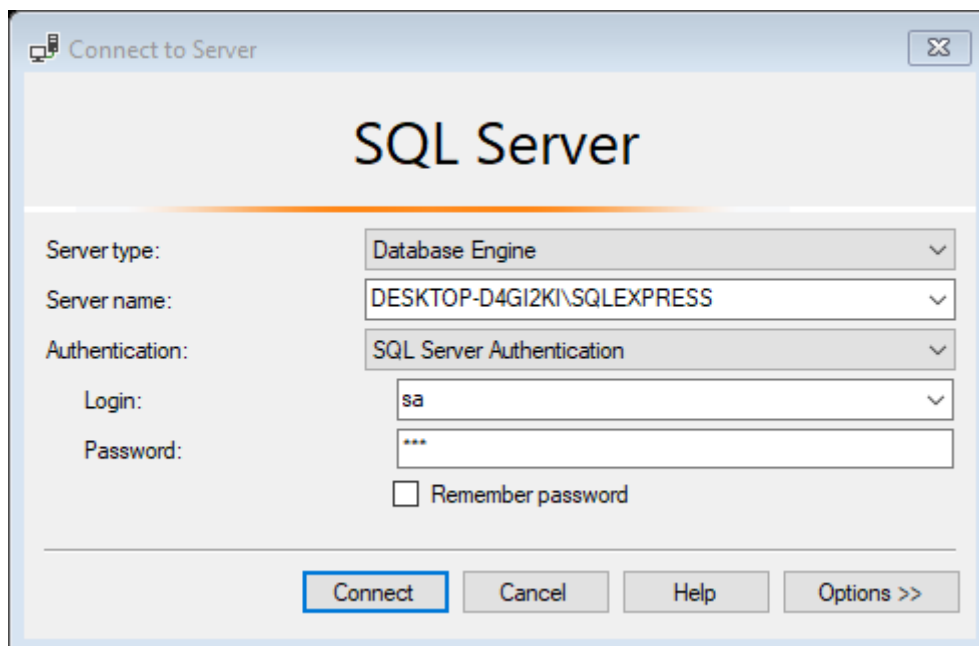 Connect to Server
SQL Server
Server type: Database Engine
Server name: DESKTOP-D4GI2KI\SQLEXPRESS
Authentication: SQL Server Authentication
Login: sa
Password: ***
Remember password
Connect Cancel Help Options >>